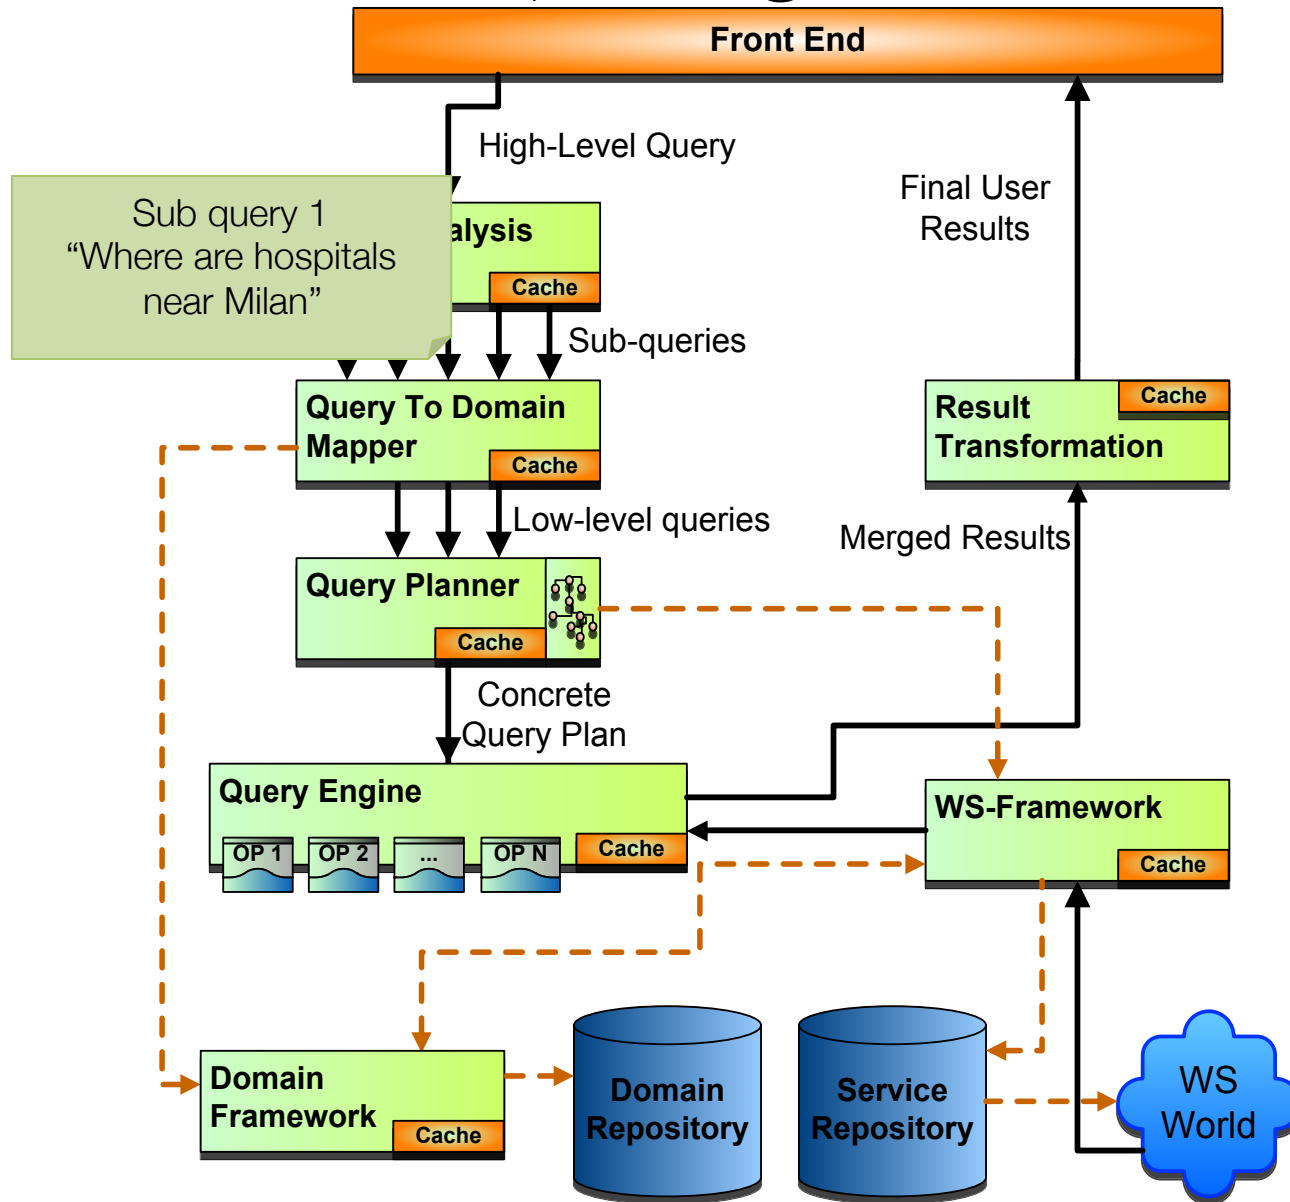 Front End
High-Level Query
Final User
Results
Sub query 1
“Where are hospitals
near Milan”
alysis
Cache
Sub-queries
Query To Domain
Mapper
Cache
Cache
Result
Transformation
Low-level queries
Merged Results
Query Planner
Cache
Concrete
Query Plan
Query Engine
OP 1
OP 2
...
OP N
Cache
WS-Framework
Cache
Domain
Framework
Cache
Domain
Repository
Service
Repository
WS
World